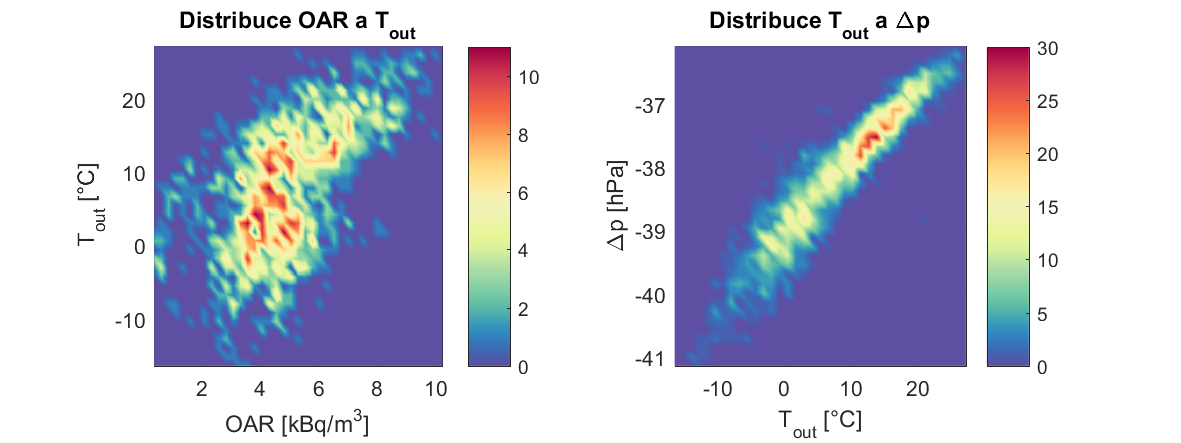 Distribuce OAR a T_out
Distribuce T_out a Δp
20
10
0
-10
T_out [°C]
2 4 6 8 10
OAR [kBq/m³]
10
8
6
4
2
0
-37
-38
-39
-40
-41
Δp [hPa]
-10 0 10 20
T_out [°C]
30
25
20
15
10
5
0